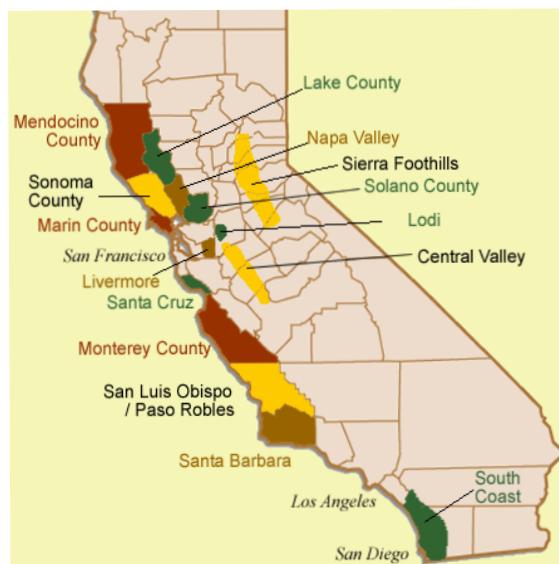 Lake County
Mendocino
County
Napa Valley
Sierra Foothills
Sonoma
County
Solano County
Marin County
Lodi
San Francisco
Central Valley
Livermore
Santa Cruz
Monterey County
San Luis Obispo
/ Paso Robles
Santa Barbara
South
Coast
Los Angeles
San Diego